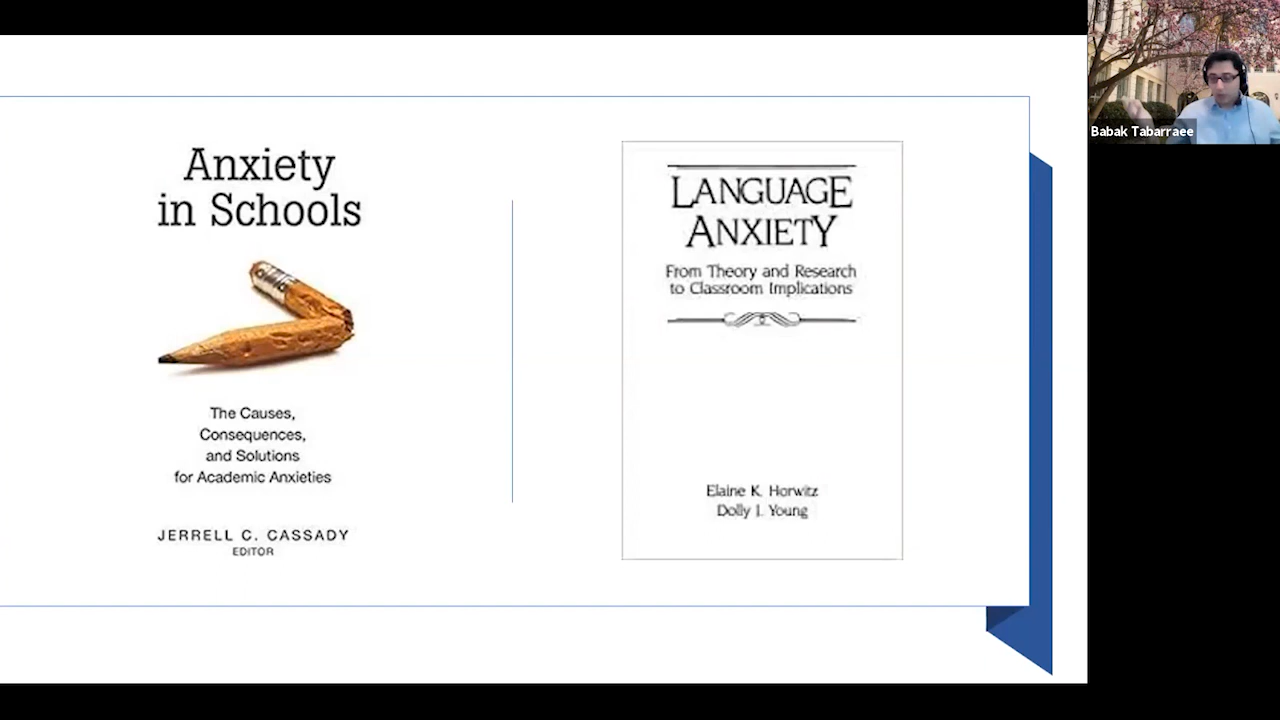 Anxiety
in Schools
The Causes,
Consequences,
and Solutions
for Academic Anxieties
JERRELL C. CASSADY
EDITOR
LANGUAGE
ANXIETY
From Theory and Research
to Classroom Implications
Elaine K. Horwitz
Dolly J. Young
Babak Tabarraee